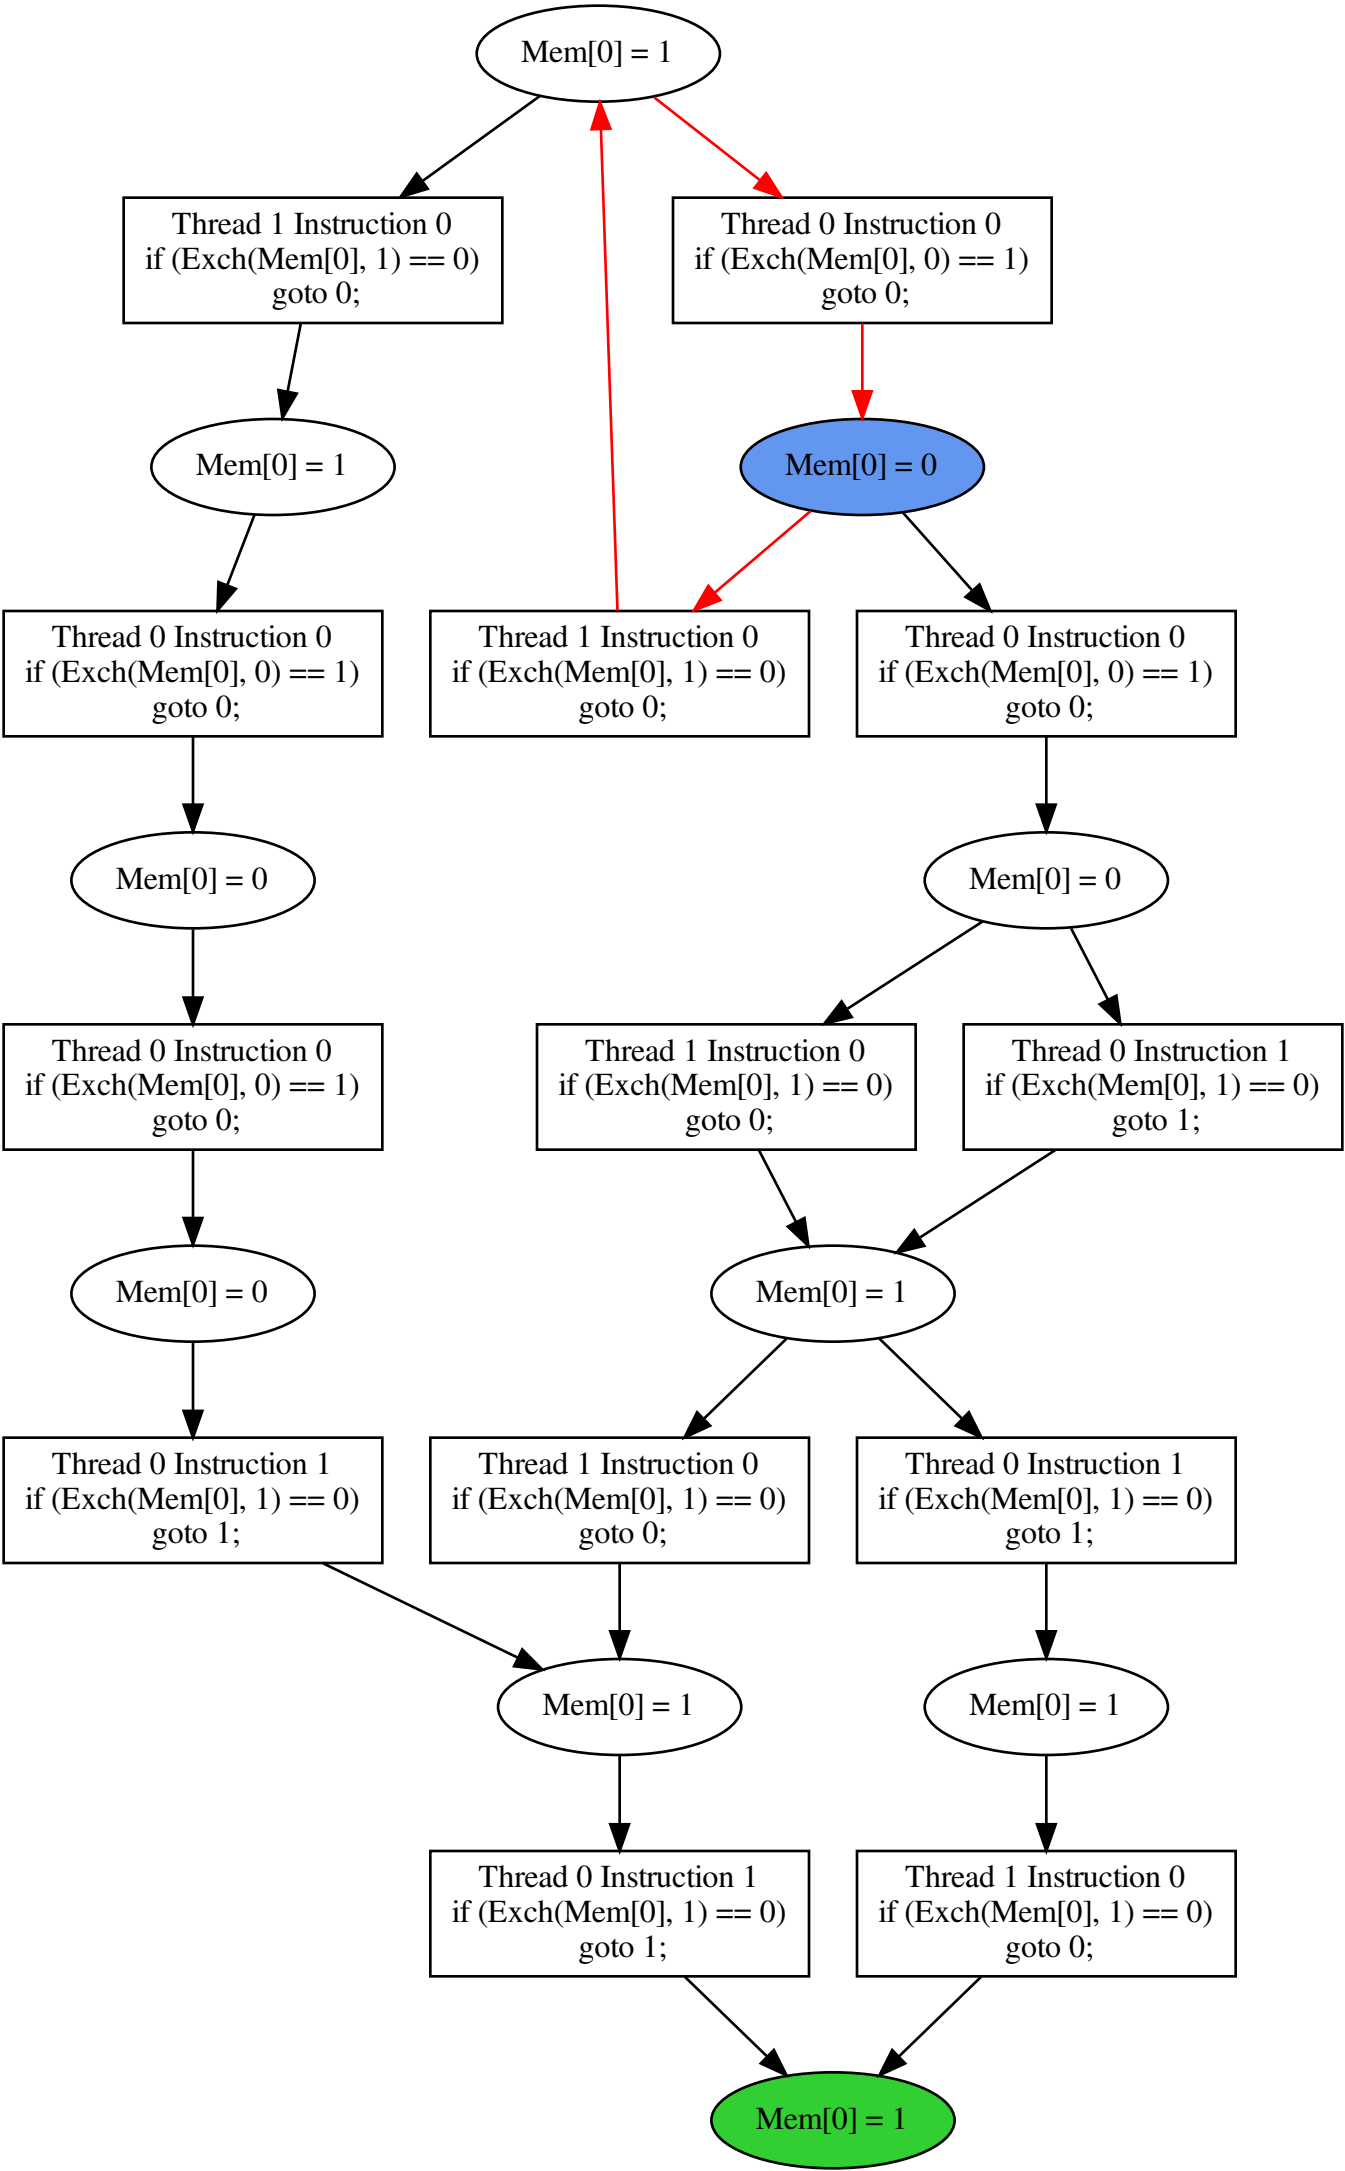 Mem[0] = 1
Thread 1 Instruction 0
if (Exch(Mem[0], 1) == 0)
goto 0;
Thread 0 Instruction 0
if (Exch(Mem[0], 0) == 1)
goto 0;
Mem[0] = 1
Mem[0] = 0
Thread 0 Instruction 0
if (Exch(Mem[0], 0) == 1)
goto 0;
Thread 1 Instruction 0
if (Exch(Mem[0], 1) == 0)
goto 0;
Thread 0 Instruction 0
if (Exch(Mem[0], 0) == 1)
goto 0;
Mem[0] = 0
Mem[0] = 0
Thread 0 Instruction 0
if (Exch(Mem[0], 0) == 1)
goto 0;
Thread 1 Instruction 0
if (Exch(Mem[0], 1) == 0)
goto 0;
Thread 0 Instruction 1
if (Exch(Mem[0], 1) == 0)
goto 1;
Mem[0] = 0
Mem[0] = 1
Thread 0 Instruction 1
if (Exch(Mem[0], 1) == 0)
goto 1;
Thread 1 Instruction 0
if (Exch(Mem[0], 1) == 0)
goto 0;
Thread 0 Instruction 1
if (Exch(Mem[0], 1) == 0)
goto 1;
Mem[0] = 1
Mem[0] = 1
Thread 0 Instruction 1
if (Exch(Mem[0], 1) == 0)
goto 1;
Thread 1 Instruction 0
if (Exch(Mem[0], 1) == 0)
goto 0;
Mem[0] = 1